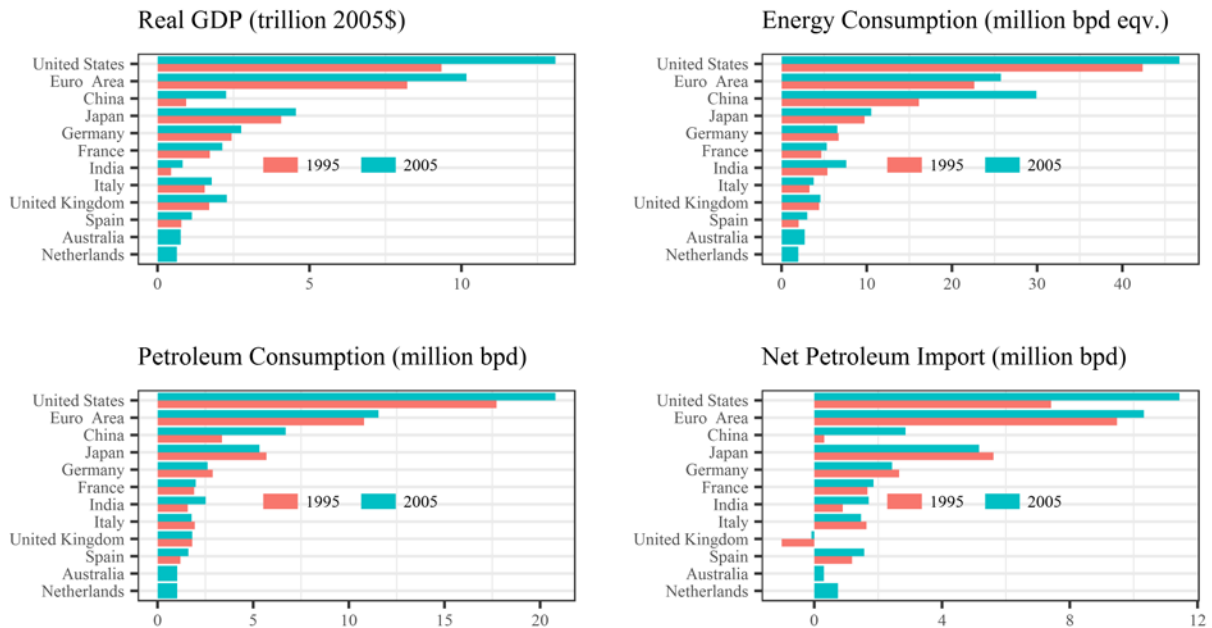 Real GDP (trillion 2005$)
United States
Euro Area
China
Japan
Germany
France
India
Italy
United Kingdom
Spain
Australia
Netherlands
1995 2005
0 5 10
Energy Consumption (million bpd eqv.)
United States
Euro Area
China
Japan
Germany
France
India
Italy
United Kingdom
Spain
Australia
Netherlands
1995 2005
0 10 20 30 40
Petroleum Consumption (million bpd)
United States
Euro Area
China
Japan
Germany
France
India
Italy
United Kingdom
Spain
Australia
Netherlands
1995 2005
0 5 10 15 20
Net Petroleum Import (million bpd)
United States
Euro Area
China
Japan
Germany
France
India
Italy
United Kingdom
Spain
Australia
Netherlands
1995 2005
0 4 8 12